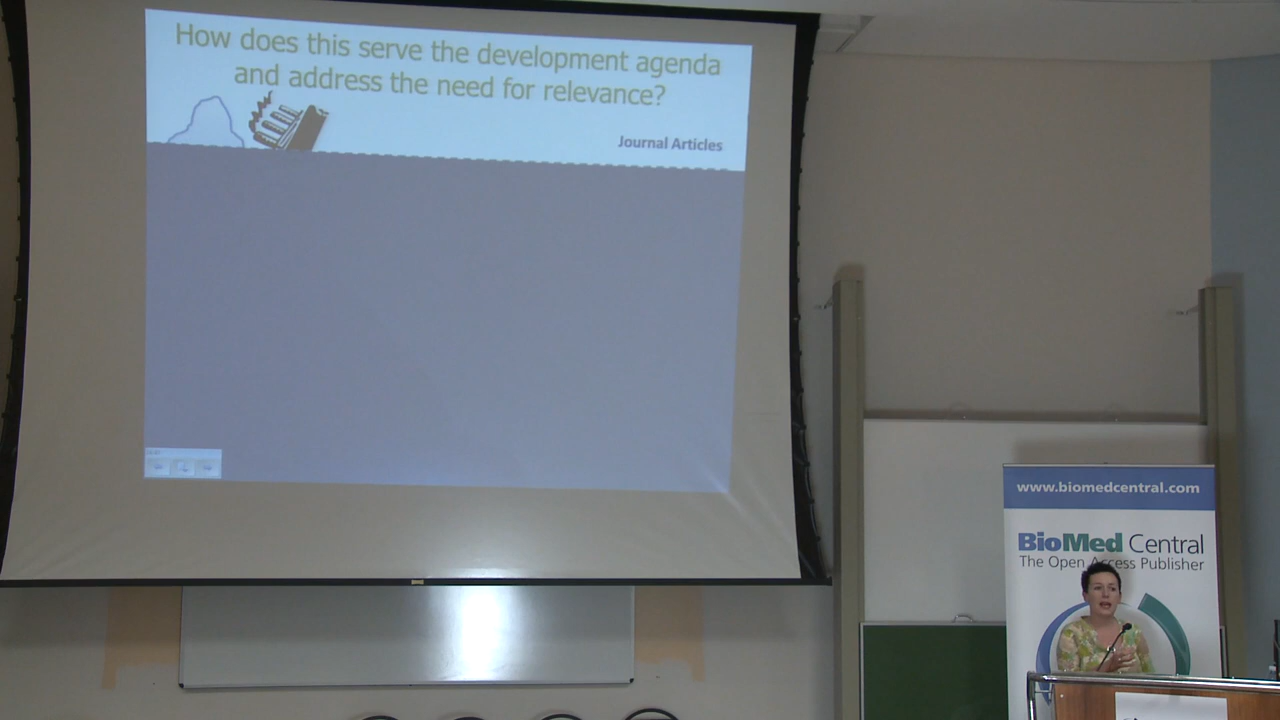 How does this serve the development agenda
and address the need for relevance?
Journal Articles
www.biomedcentral.com
BioMed Central
The Open Access Publisher